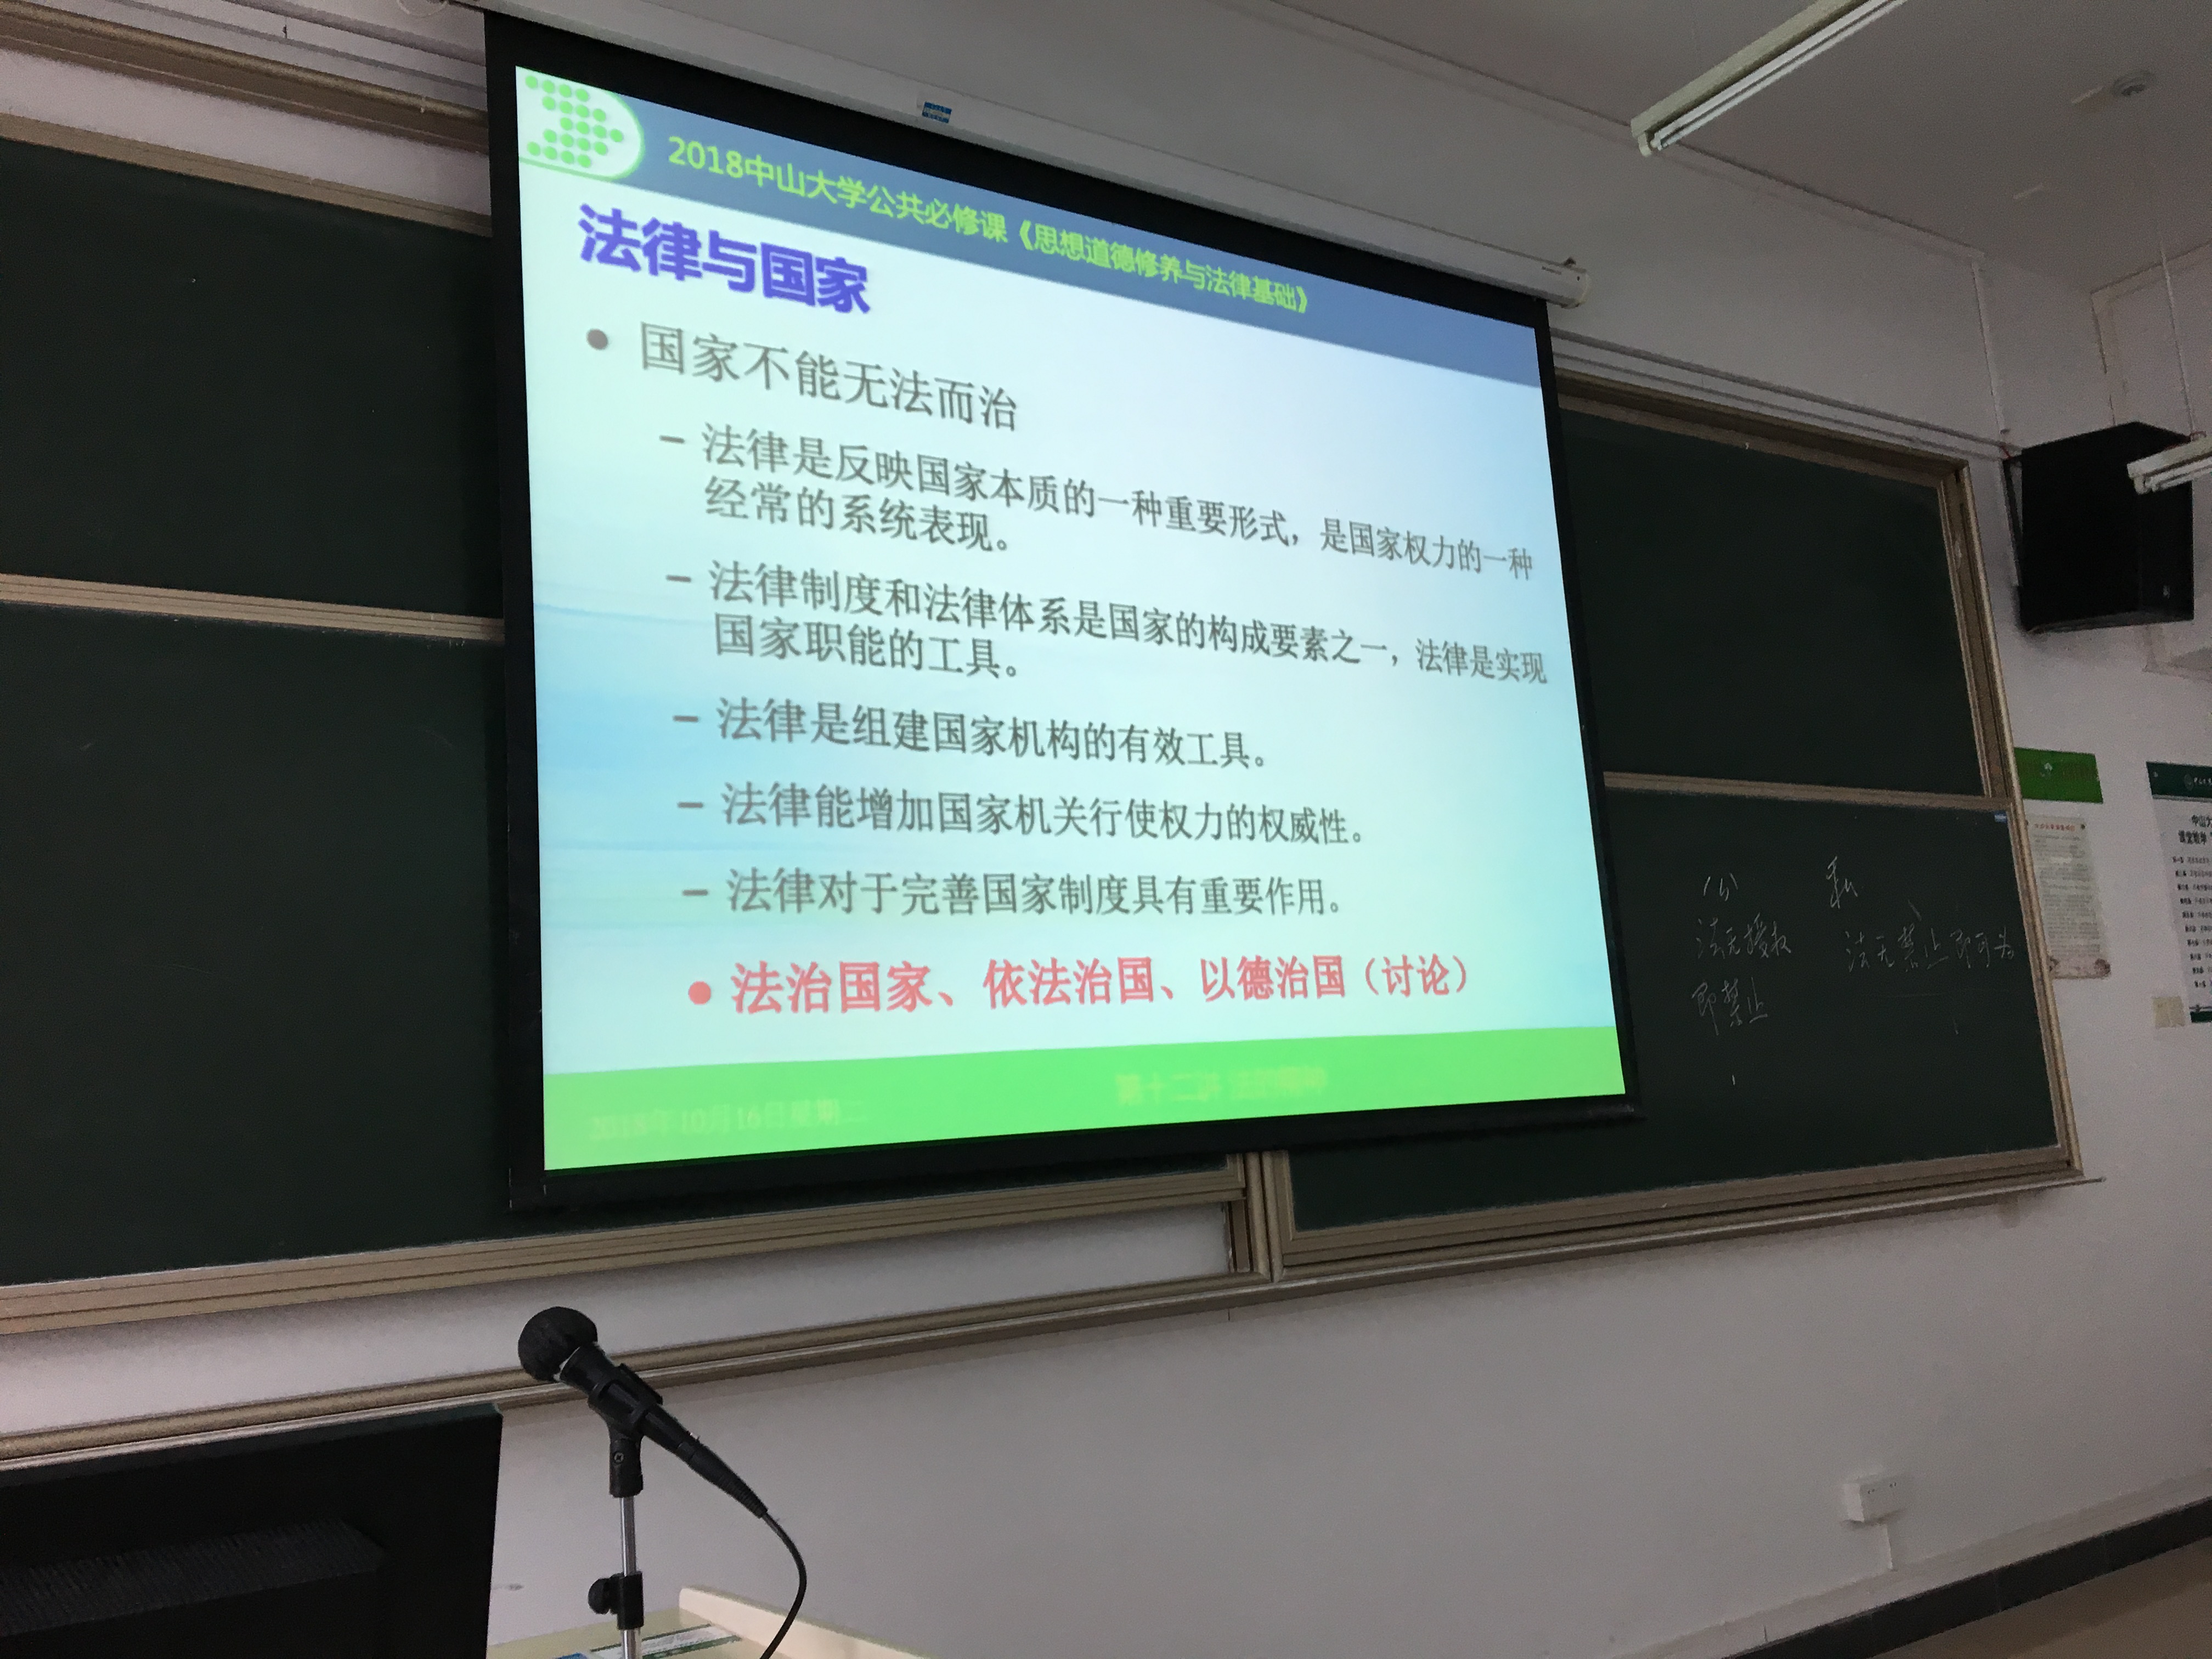 2018中山大学公共必修课《思想道德修养与法律基础》
法律与国家
• 国家不能无法而治
– 法律是反映国家本质的一种重要形式，是国家权力的一种
经常的系统表现。
– 法律制度和法律体系是国家的构成要素之一，法律是实现
国家职能的工具。
– 法律是组建国家机构的有效工具。
– 法律能增加国家机关行使权力的权威性。
– 法律对于完善国家制度具有重要作用。
• 法治国家、依法治国、以德治国（讨论）
2018年10月16日星期二
第十二讲 法的精神
公 私
法无授权 法无禁止即可为
即禁止
中山大
课堂教学